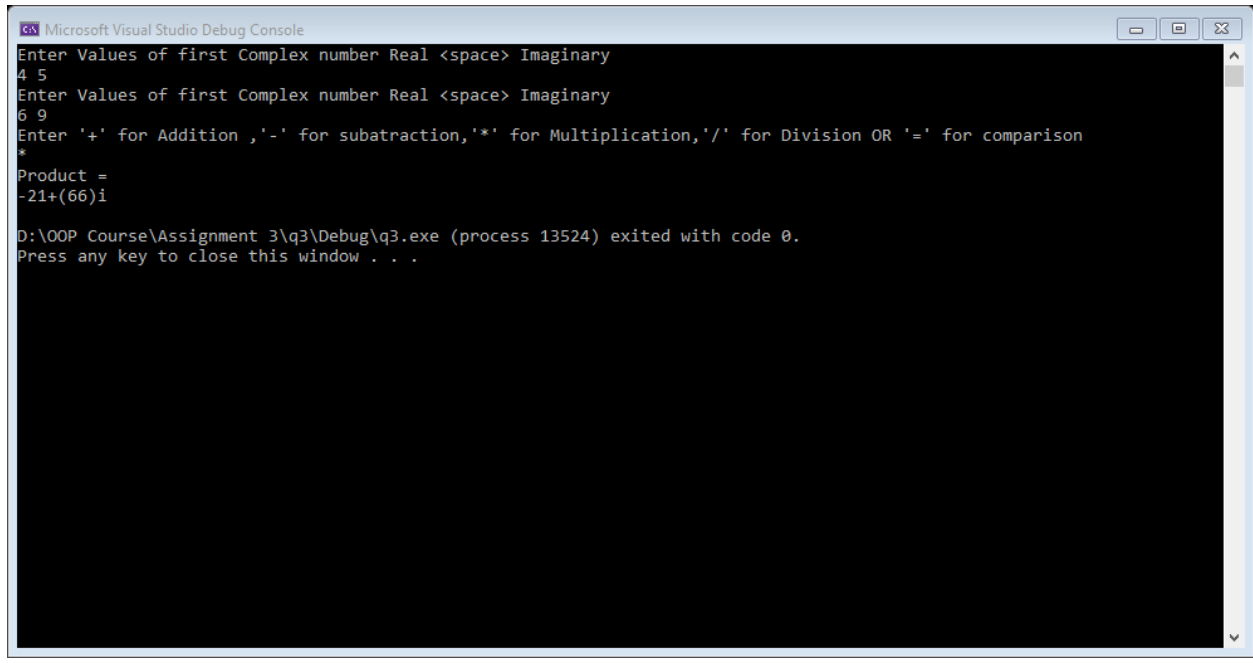 Microsoft Visual Studio Debug Console
Enter Values of first Complex number Real <space> Imaginary
4 5
Enter Values of first Complex number Real <space> Imaginary
6 9
Enter '+' for Addition ,'-' for subatraction,'*' for Multiplication,'/' for Division OR '=' for comparison
*
Product =
-21+(66)i
D:\OOP Course\Assignment 3\q3\Debug\q3.exe (process 13524) exited with code 0.
Press any key to close this window . . .